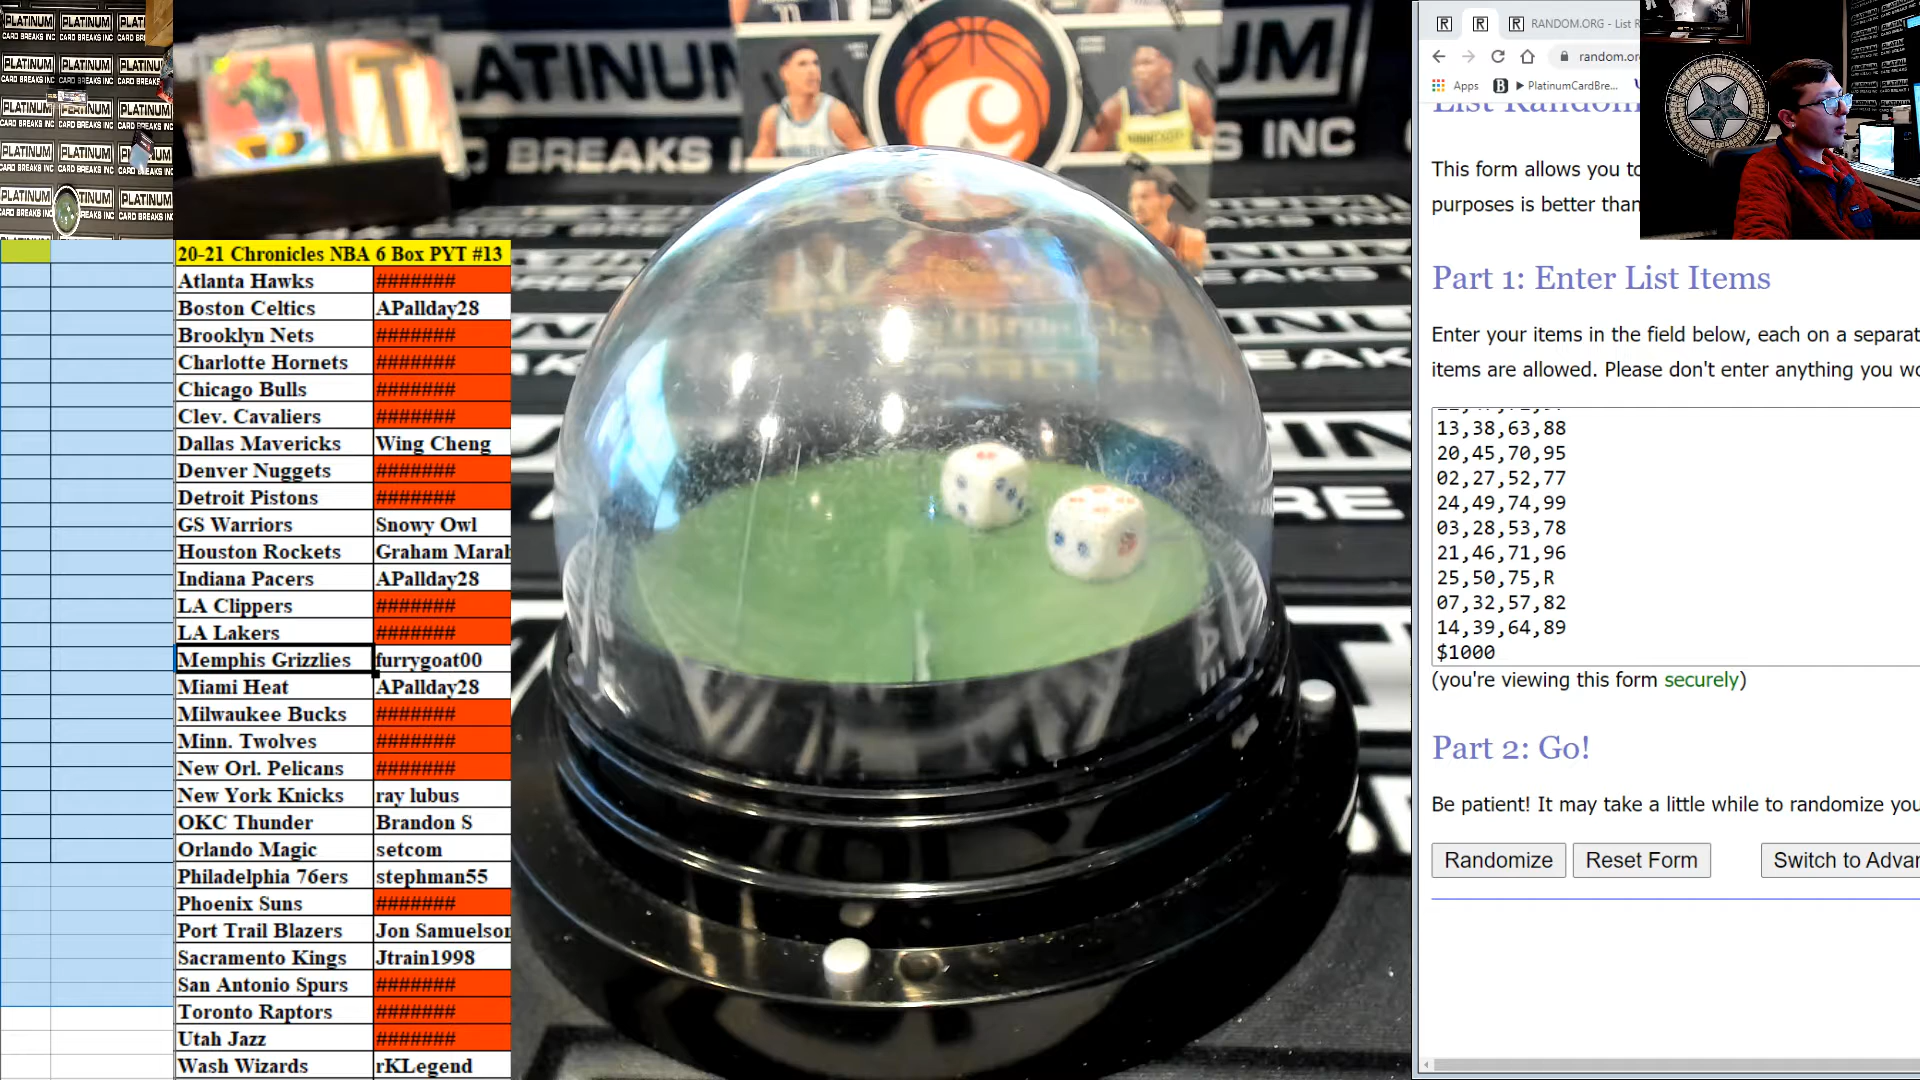 PLATINUM
CARD BREAKS INC
PLATINUM
BREAKS INC
20-21 Chronicles NBA 6 Box PYT #13
Atlanta Hawks #######
Boston Celtics APallday28
Brooklyn Nets #######
Charlotte Hornets #######
Chicago Bulls #######
Clev. Cavaliers #######
Dallas Mavericks Wing Cheng
Denver Nuggets #######
Detroit Pistons #######
GS Warriors Snowy Owl
Houston Rockets Graham Marah
Indiana Pacers APallday28
LA Clippers #######
LA Lakers #######
Memphis Grizzlies furrygoat00
Miami Heat APallday28
Milwaukee Bucks #######
Minn. Twolves #######
New Orl. Pelicans #######
New York Knicks ray lubus
OKC Thunder Brandon S
Orlando Magic setcom
Philadelphia 76ers stephman55
Phoenix Suns #######
Port Trail Blazers Jon Samuelson
Sacramento Kings Jtrain1998
San Antonio Spurs #######
Toronto Raptors #######
Utah Jazz #######
Wash Wizards rKLegend
RANDOM.ORG - List R
random.or
Apps PlatinumCardBre...
List Random
This form allows you to
purposes is better than
Part 1: Enter List Items
Enter your items in the field below, each on a separat
items are allowed. Please don't enter anything you wo
13,38,63,88
20,45,70,95
02,27,52,77
24,49,74,99
03,28,53,78
21,46,71,96
25,50,75,R
07,32,57,82
14,39,64,89
$1000
(you're viewing this form securely)
Part 2: Go!
Be patient! It may take a little while to randomize you
Randomize Reset Form Switch to Advan